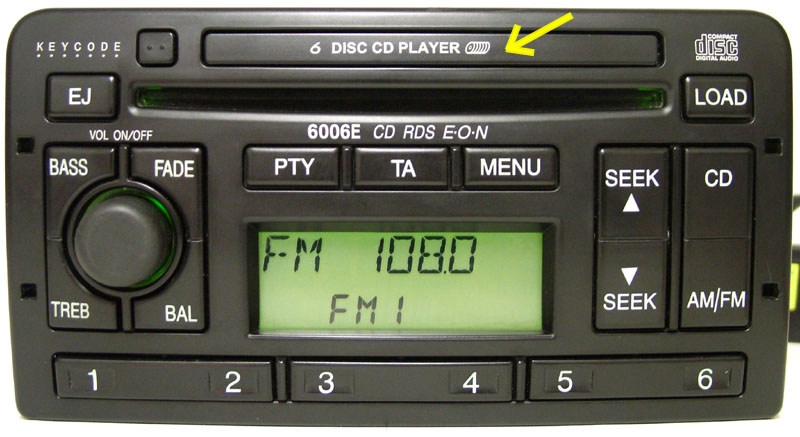 KEYCODE
6 DISC CD PLAYER
COMPACT
disc
DIGITAL AUDIO
EJ
LOAD
VOL ON/OFF
6006E CD RDS E·O·N
BASS
FADE
PTY
TA
MENU
SEEK
CD
FM 108.0
FM1
TREB
BAL
SEEK
AM/FM
1 2 3 4 5 6